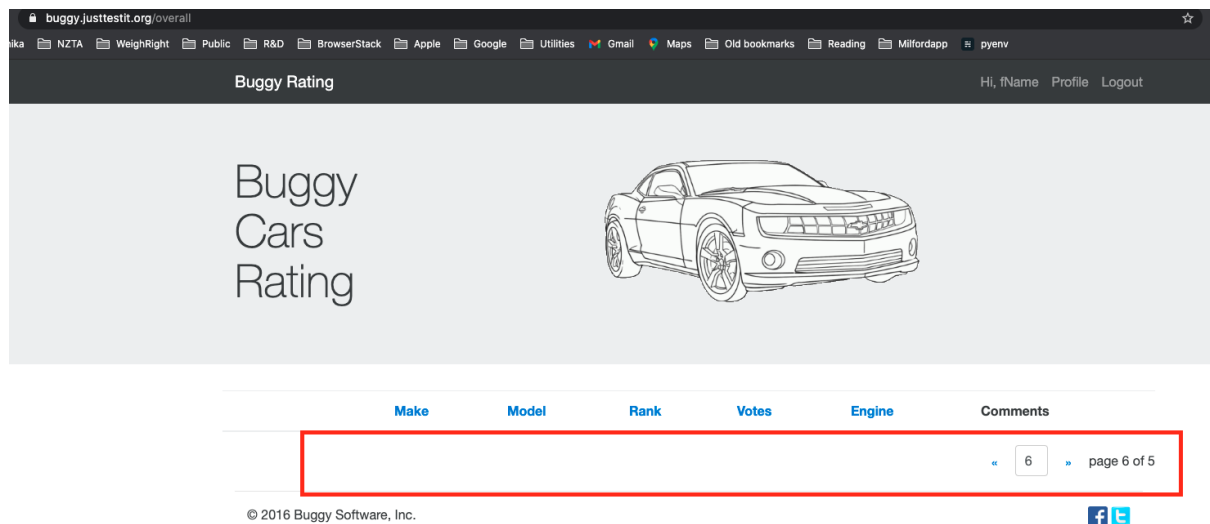 buggy.justtestit.org/overall
nika NZTA WeighRight Public R&D BrowserStack Apple Google Utilities Gmail Maps Old bookmarks Reading Milfordapp pyenv
Buggy Rating Hi, fName Profile Logout
Buggy
Cars
Rating
Make Model Rank Votes Engine Comments
« 6 » page 6 of 5
© 2016 Buggy Software, Inc.